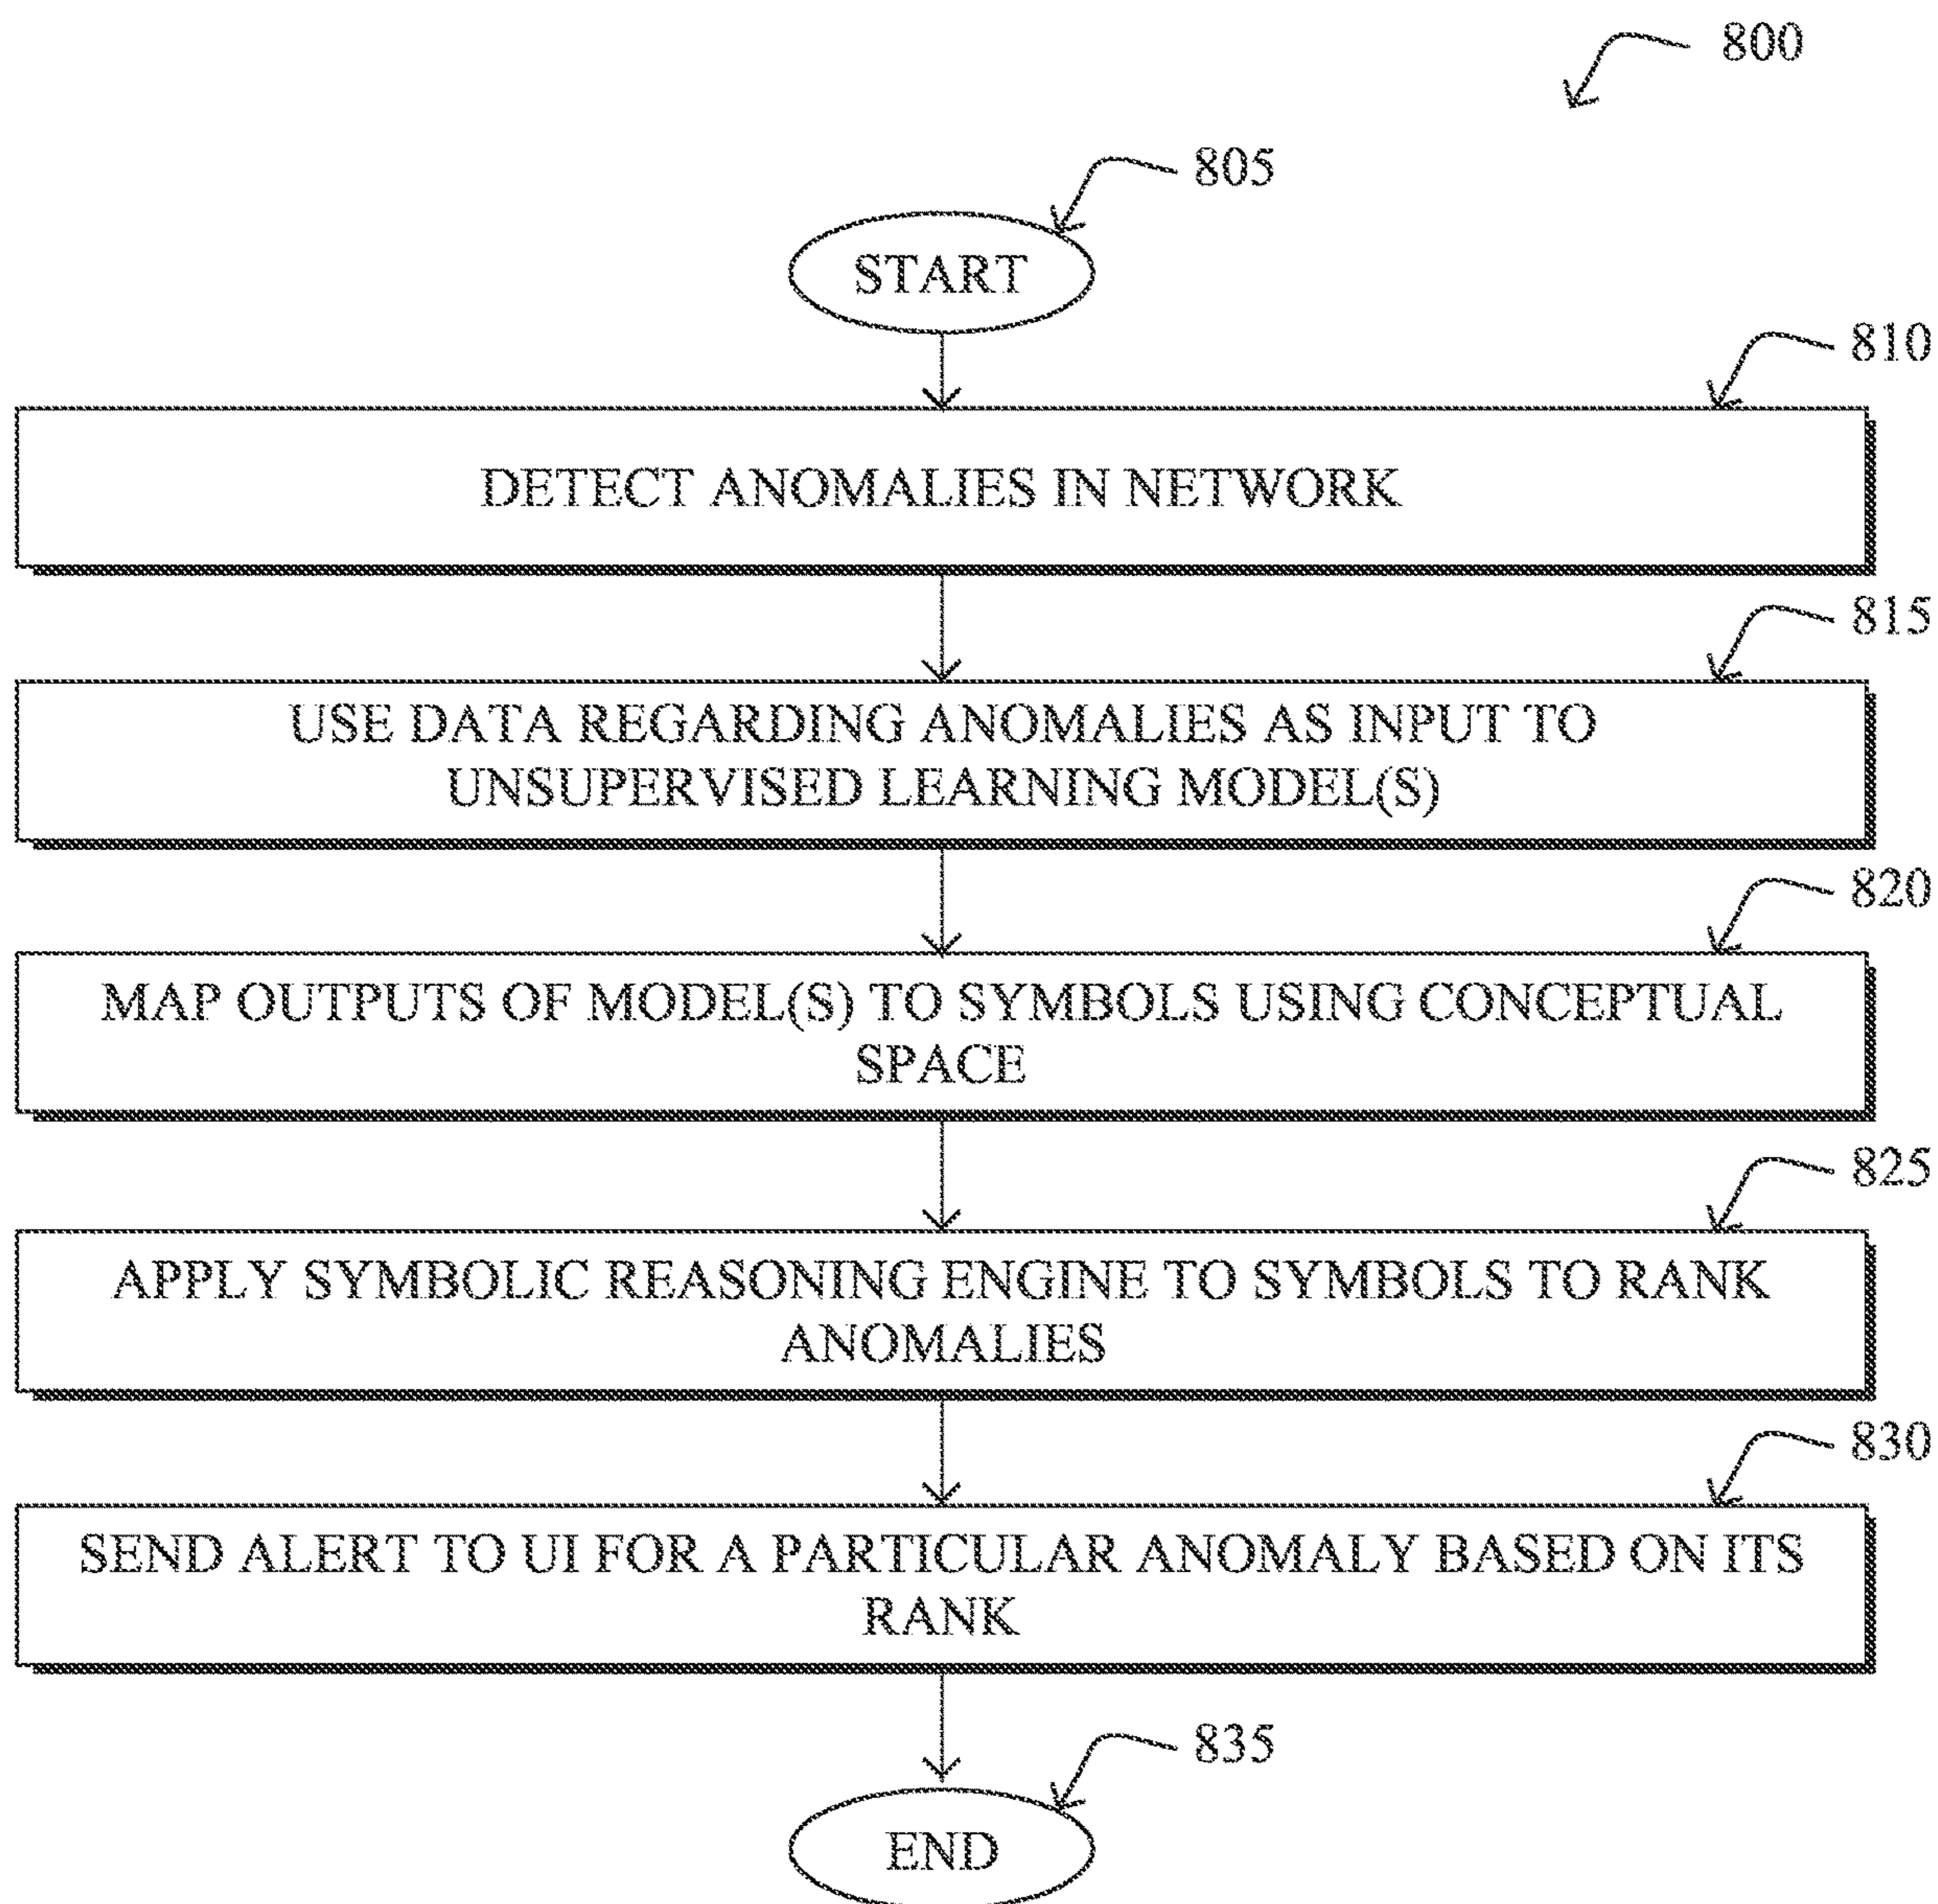 800
805
START
810
DETECT ANOMALIES IN NETWORK
815
USE DATA REGARDING ANOMALIES AS INPUT TO
UNSUPERVISED LEARNING MODEL(S)
820
MAP OUTPUTS OF MODEL(S) TO SYMBOLS USING CONCEPTUAL
SPACE
825
APPLY SYMBOLIC REASONING ENGINE TO SYMBOLS TO RANK
ANOMALIES
830
SEND ALERT TO UI FOR A PARTICULAR ANOMALY BASED ON ITS
RANK
835
END